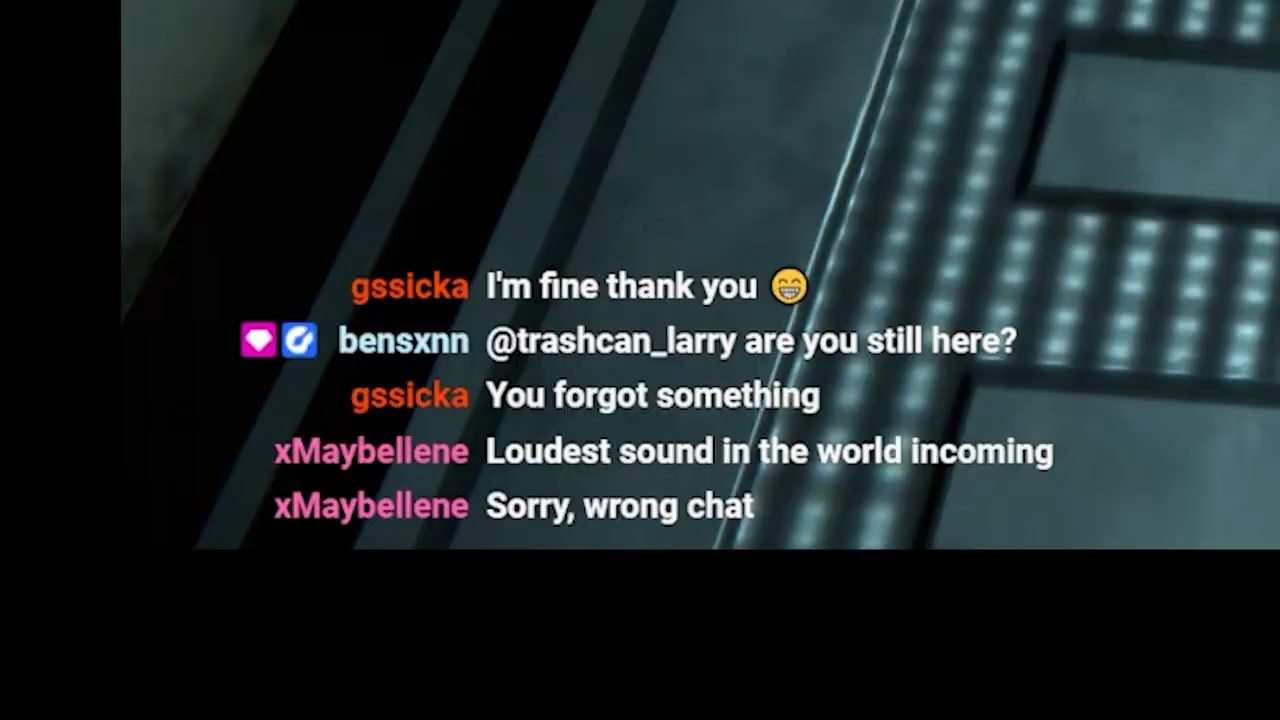 gssicka I'm fine thank you 😁
bensxnn @trashcan_larry are you still here?
gssicka You forgot something
xMaybellene Loudest sound in the world incoming
xMaybellene Sorry, wrong chat